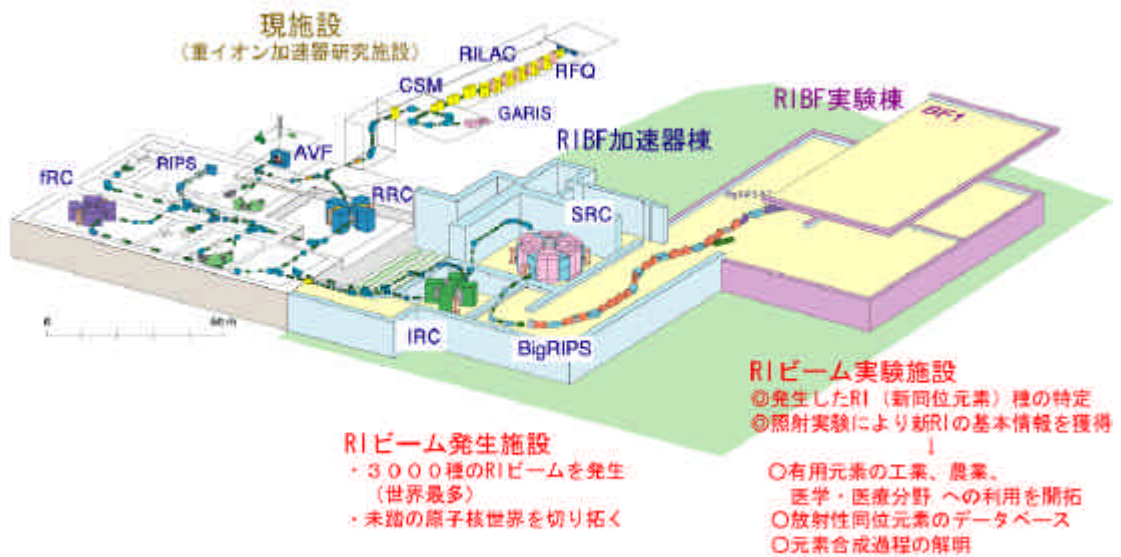 現施設
（重イオン加速器研究施設）
RILAC
RFQ
CSM
GARIS
RIBF実験棟
BF1
RIBF加速器棟
AVF
RIPS
fRC
RRC
SRC
0
50m
IRC
BigRIPS
RIビーム実験施設
◎発生したRI（新同位元素）種の特定
◎照射実験により新RIの基本情報を獲得
↓
○有用元素の工業、農業、
医学・医療分野 への利用を開拓
○放射性同位元素のデータベース
○元素合成過程の解明
RIビーム発生施設
・３０００種のRIビームを発生
（世界最多）
・未踏の原子核世界を切り拓く